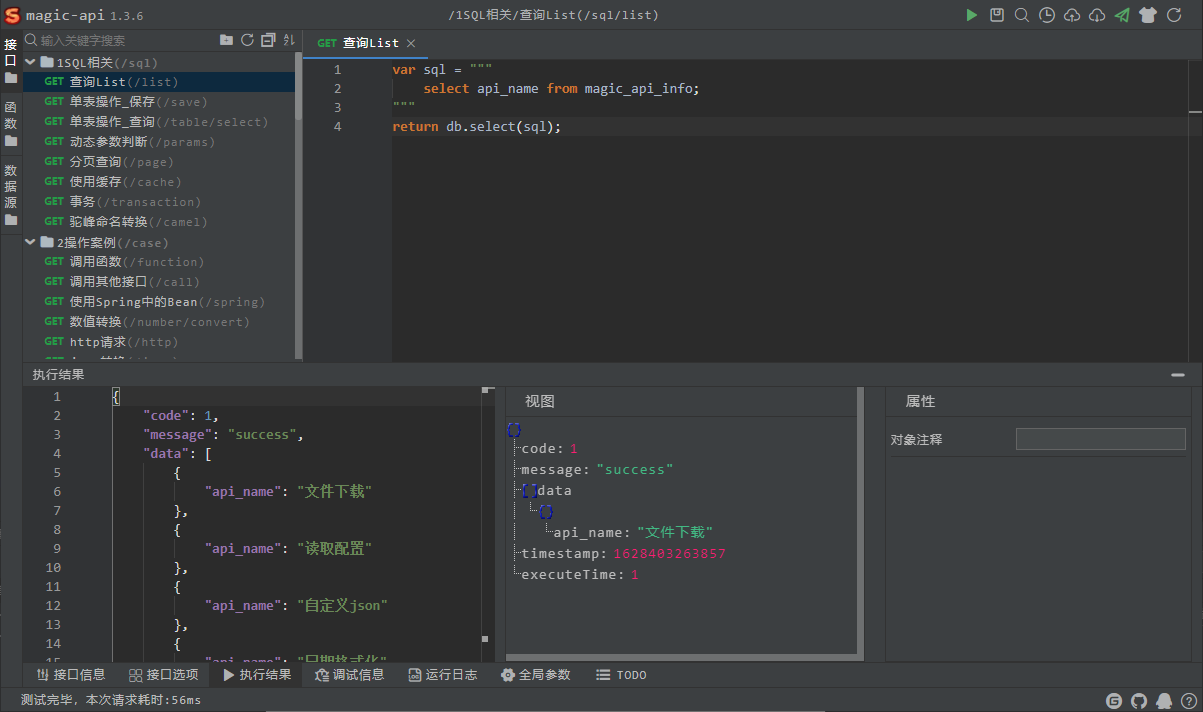 magic-api 1.3.6
/1SQL相关/查询List(/sql/list)
接口
函数
数据源
输入关键字搜索
1SQL相关(/sql)
GET 查询List(/list)
GET 单表操作_保存(/save)
GET 单表操作_查询(/table/select)
GET 动态参数判断(/params)
GET 分页查询(/page)
GET 使用缓存(/cache)
GET 事务(/transaction)
GET 驼峰命名转换(/camel)
2操作案例(/case)
GET 调用函数(/function)
GET 调用其他接口(/call)
GET 使用Spring中的Bean(/spring)
GET 数值转换(/number/convert)
GET http请求(/http)
GET 查询List
1 var sql = """
2 select api_name from magic_api_info;
3 """
4 return db.select(sql);
执行结果
1 {
2 "code": 1,
3 "message": "success",
4 "data": [
5 {
6 "api_name": "文件下载"
7 },
8 {
9 "api_name": "读取配置"
10 },
11 {
12 "api_name": "自定义json"
13 },
14 {
15 "api_name": "日期格式化"
视图
{}
code: 1
message: "success"
[]data
{}
api_name: "文件下载"
timestamp: 1628403263857
executeTime: 1
属性
对象注释
接口信息
接口选项
执行结果
调试信息
运行日志
全局参数
TODO
测试完毕，本次请求耗时:56ms